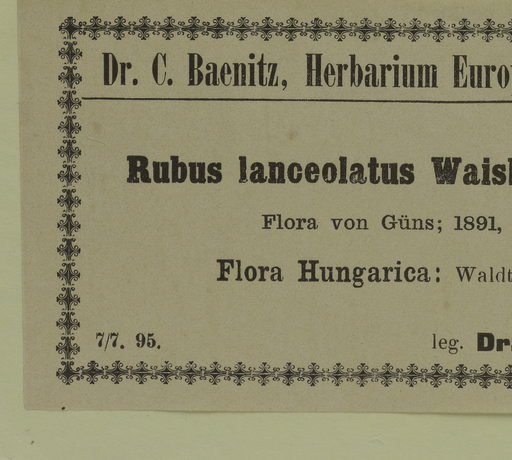 Dr. C. Baenitz, Herbarium Euro
Rubus lanceolatus Wais
Flora von Güns; 1891,
Flora Hungarica: Waldt
7/7. 95. leg. Dr.